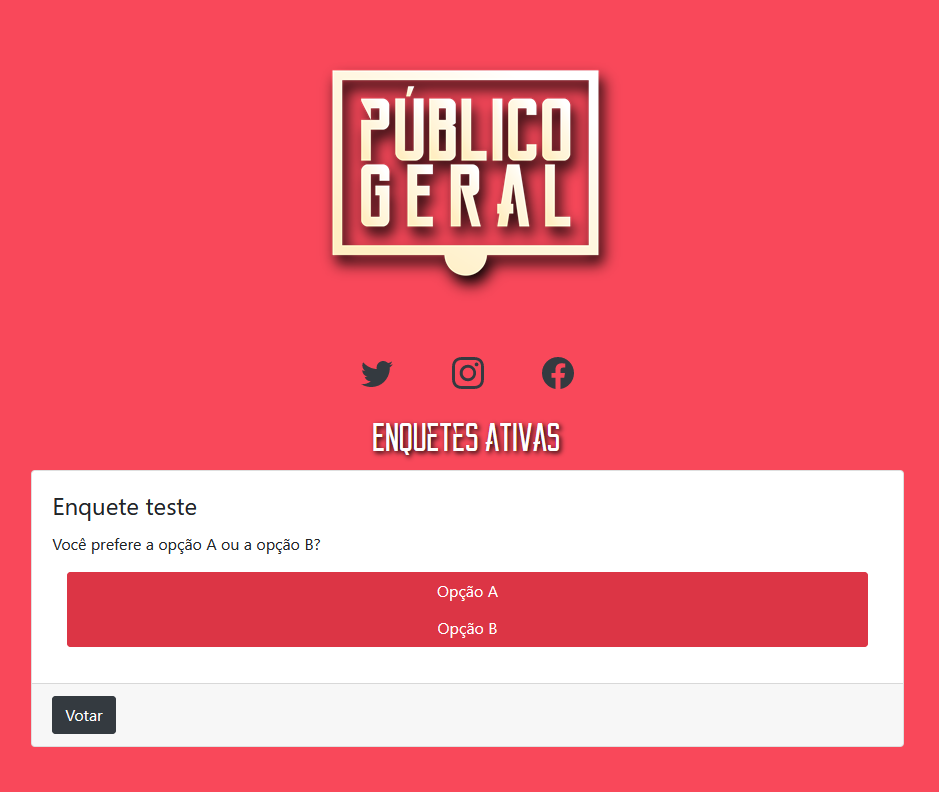 PÚBLICO
GERAL
ENQUETES ATIVAS
Enquete teste
Você prefere a opção A ou a opção B?
Opção A
Opção B
Votar